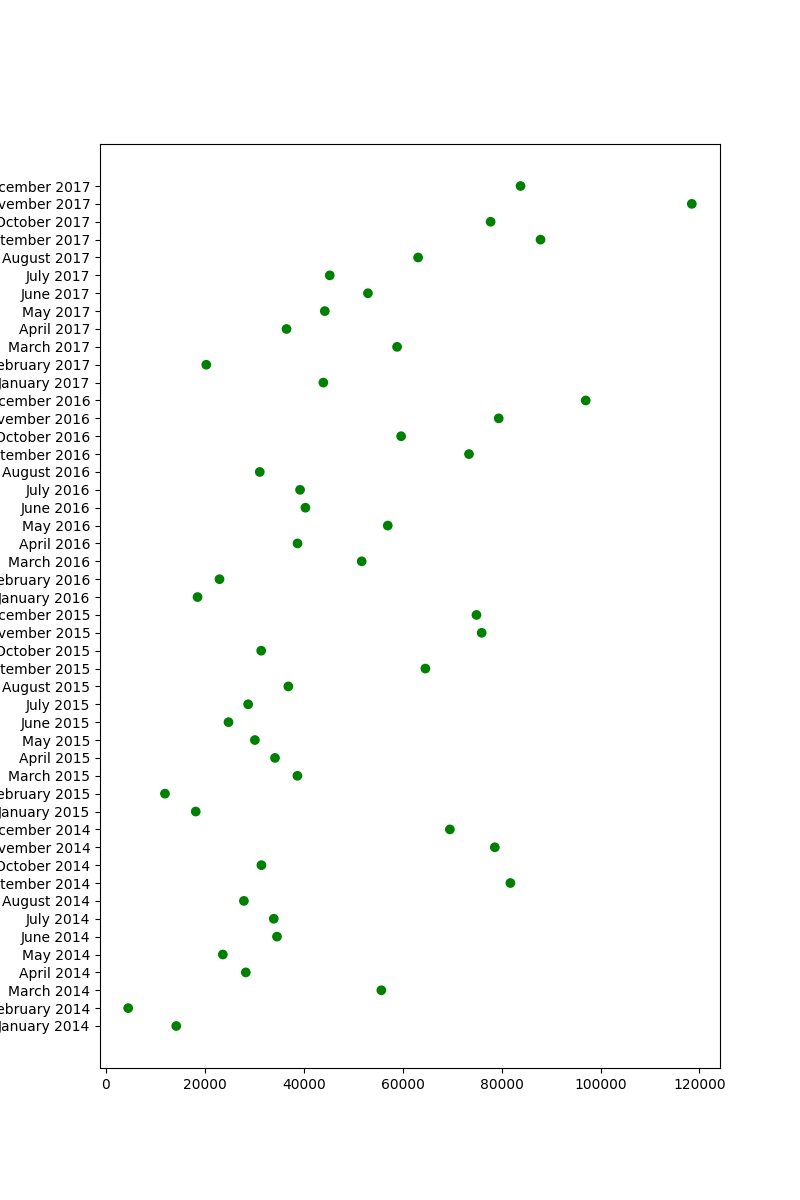 cember 2017
vember 2017
October 2017
tember 2017
August 2017
July 2017
June 2017
May 2017
April 2017
March 2017
ebruary 2017
January 2017
cember 2016
vember 2016
October 2016
tember 2016
August 2016
July 2016
June 2016
May 2016
April 2016
March 2016
ebruary 2016
January 2016
cember 2015
vember 2015
October 2015
tember 2015
August 2015
July 2015
June 2015
May 2015
April 2015
March 2015
ebruary 2015
January 2015
cember 2014
vember 2014
October 2014
tember 2014
August 2014
July 2014
June 2014
May 2014
April 2014
March 2014
ebruary 2014
January 2014
0 20000 40000 60000 80000 100000 120000